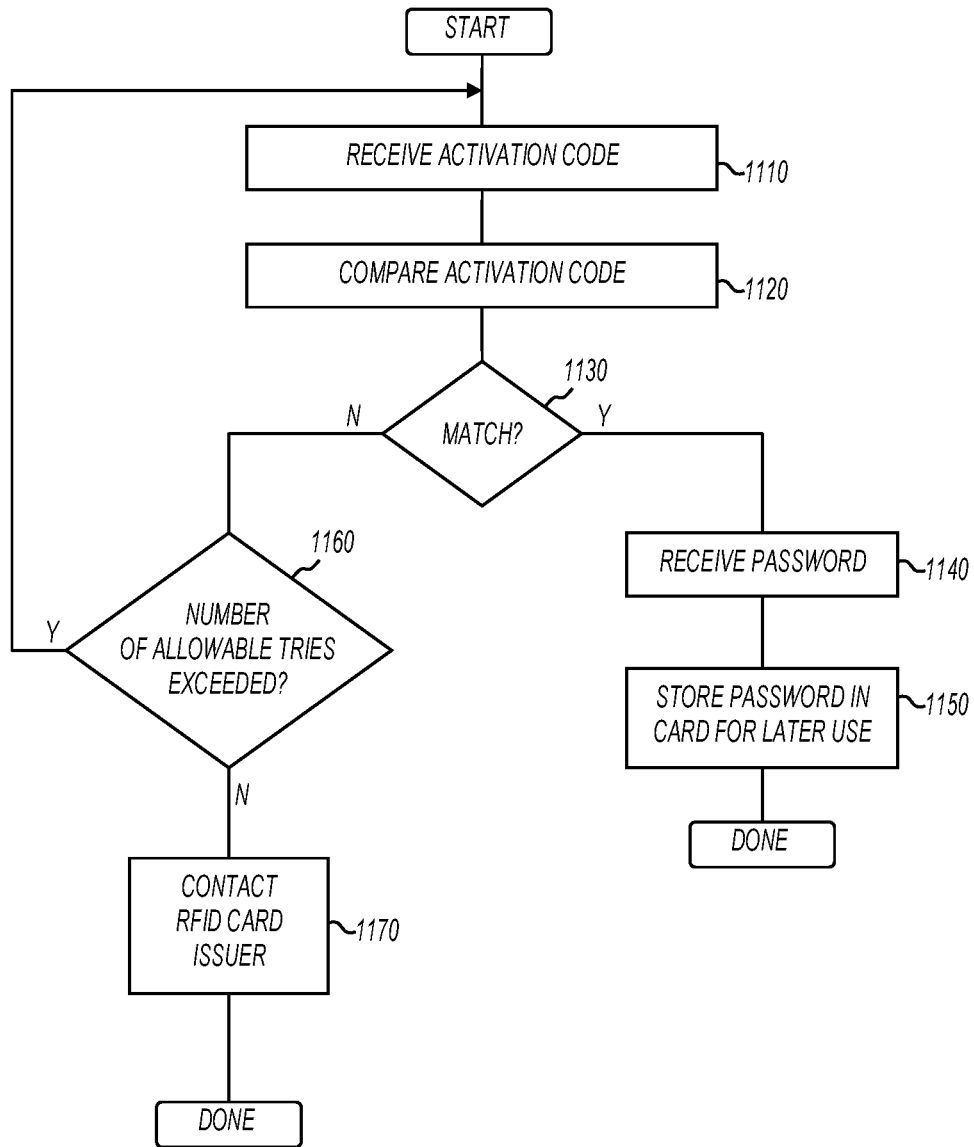 START
RECEIVE ACTIVATION CODE
1110
COMPARE ACTIVATION CODE
1120
1130
N
MATCH?
Y
1160
NUMBER
OF ALLOWABLE TRIES
EXCEEDED?
Y
N
RECEIVE PASSWORD
1140
STORE PASSWORD IN
CARD FOR LATER USE
1150
DONE
CONTACT
RFID CARD
ISSUER
1170
DONE